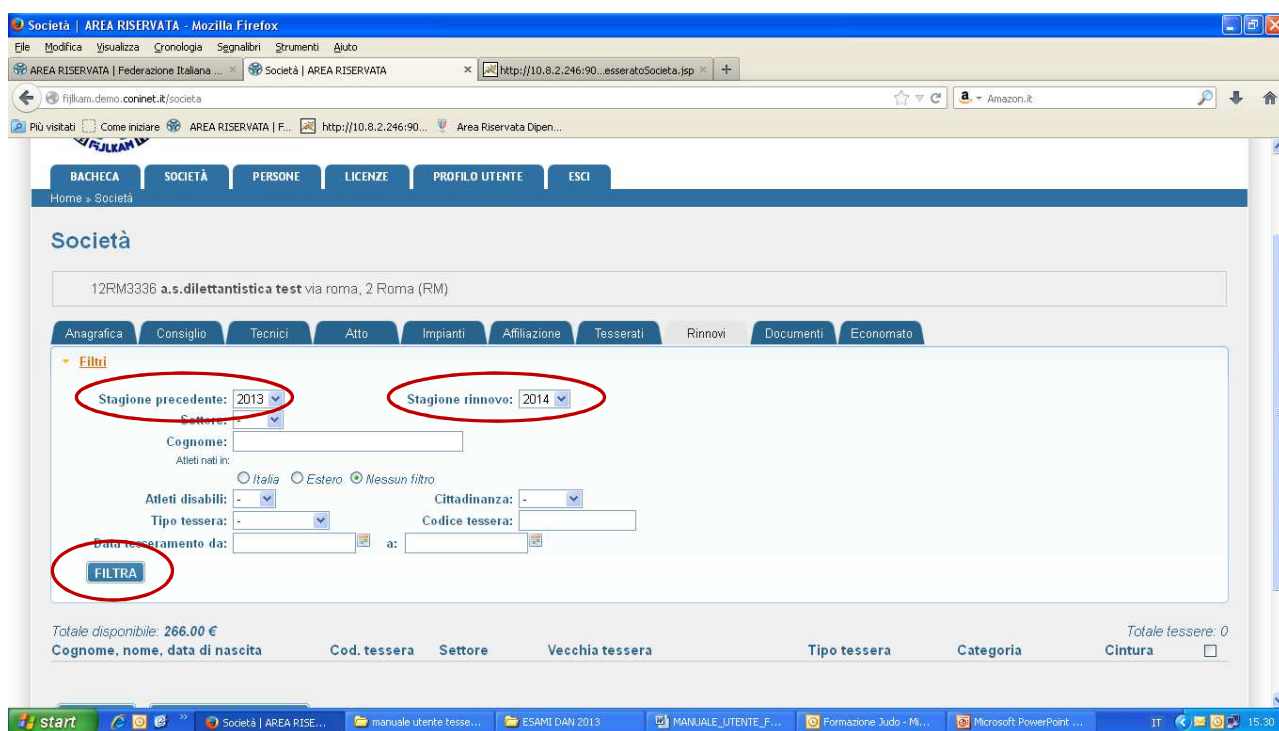 Società | AREA RISERVATA - Mozilla Firefox
File Modifica Visualizza Cronologia Segnalibri Strumenti Aiuto
AREA RISERVATA | Federazione Italiana ... × Società | AREA RISERVATA × http://10.8.2.246:90...esseratoSocieta.jsp × +
fijlkam.demo.coninet.it/societa a - Amazon.it
Più visitati Come iniziare AREA RISERVATA | F... http://10.8.2.246:90... Area Riservata Dipen...
FIJLKAM
BACHECA SOCIETÀ PERSONE LICENZE PROFILO UTENTE ESCI
Home » Società
Società
12RM3336 a.s.dilettantistica test via roma, 2 Roma (RM)
Anagrafica Consiglio Tecnici Atto Impianti Affiliazione Tesserati Rinnovi Documenti Economato
Filtri
Stagione precedente: 2013 Stagione rinnovo: 2014
Settore: -
Cognome:
Atleti nati in:
Italia Estero Nessun filtro
Atleti disabili: - Cittadinanza: -
Tipo tessera: - Codice tessera:
Data tesseramento da: a:
FILTRA
Totale disponibile: 266.00 € Totale tessere: 0
Cognome, nome, data di nascita Cod. tessera Settore Vecchia tessera Tipo tessera Categoria Cintura
start » Società | AREA RISE... manuale utente tesse... ESAMI DAN 2013 MANUALE_UTENTE_F... Formazione Judo - Mi... Microsoft PowerPoint ... IT 15.30